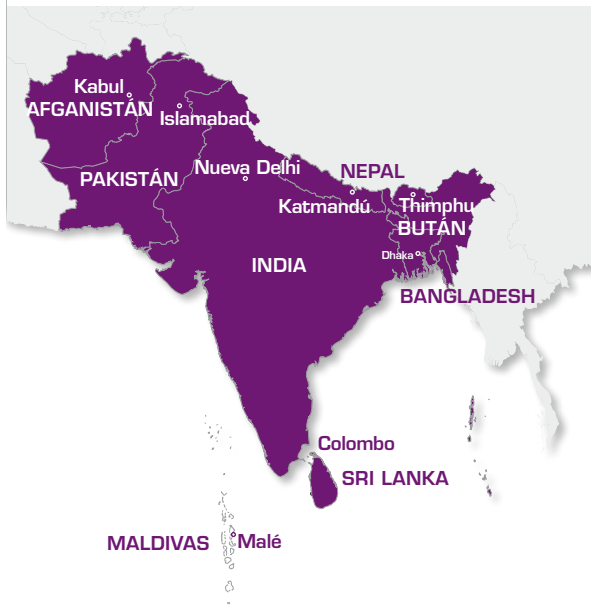 Kabul
AFGANISTÁN
Islamabad
Nueva Delhi
NEPAL
PAKISTÁN
Katmandú
Thimphu
BUTÁN
Dhaka
INDIA
BANGLADESH
Colombo
SRI LANKA
MALDIVAS
Malé